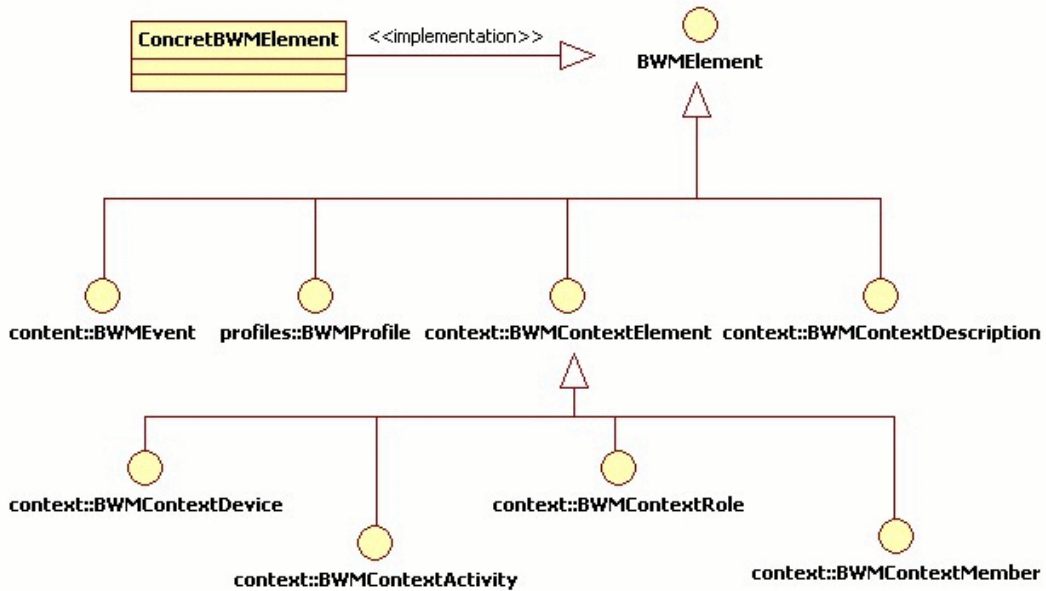 ConcretBWMElement
<<implementation>>
BWMElement
content::BWMEvent
profiles::BWMProfile
context::BWMContextElement
context::BWMContextDescription
context::BWMContextDevice
context::BWMContextRole
context::BWMContextActivity
context::BWMContextMember